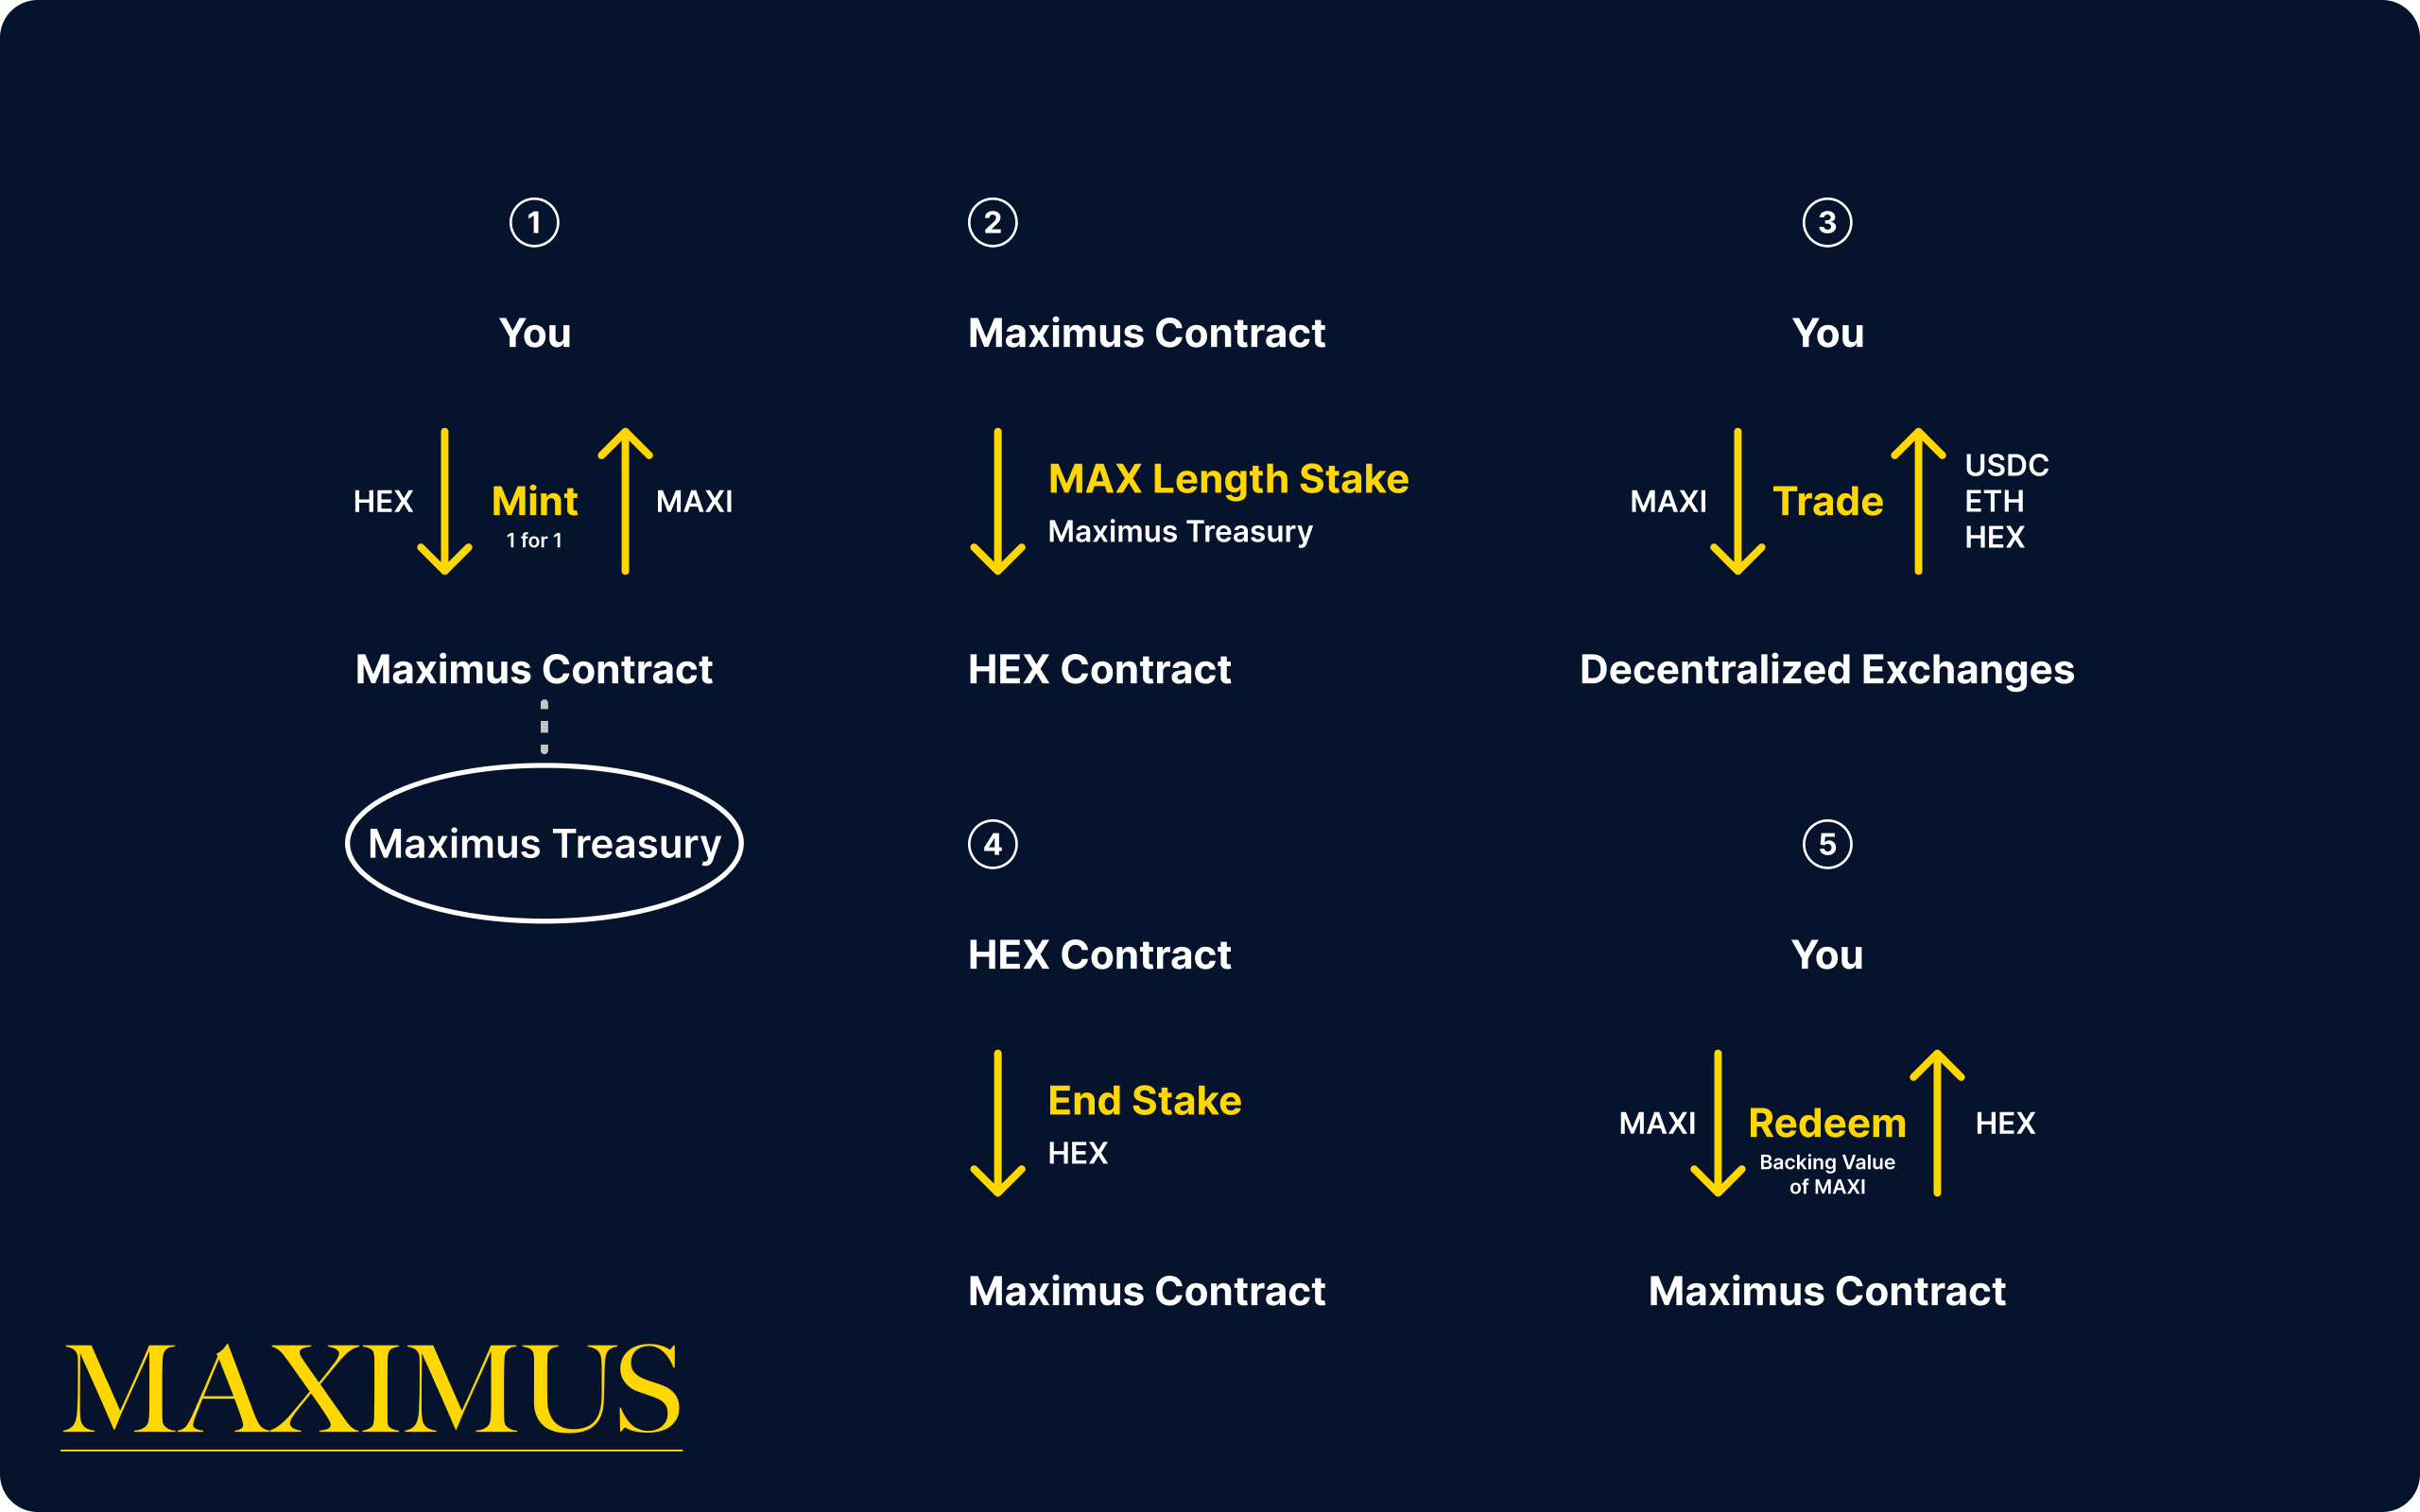 1
You
HEX
Mint
1 for 1
MAXI
Maximus Contract
Maximus Treasury
2
Maximus Contract
MAX Length Stake
Maximus Treasury
HEX Contract
3
You
MAXI
Trade
USDC
ETH
HEX
Decentralized Exchanges
4
HEX Contract
End Stake
HEX
Maximus Contract
5
You
MAXI
Redeem
Backing Value
of MAXI
HEX
Maximus Contract
MAXIMUS